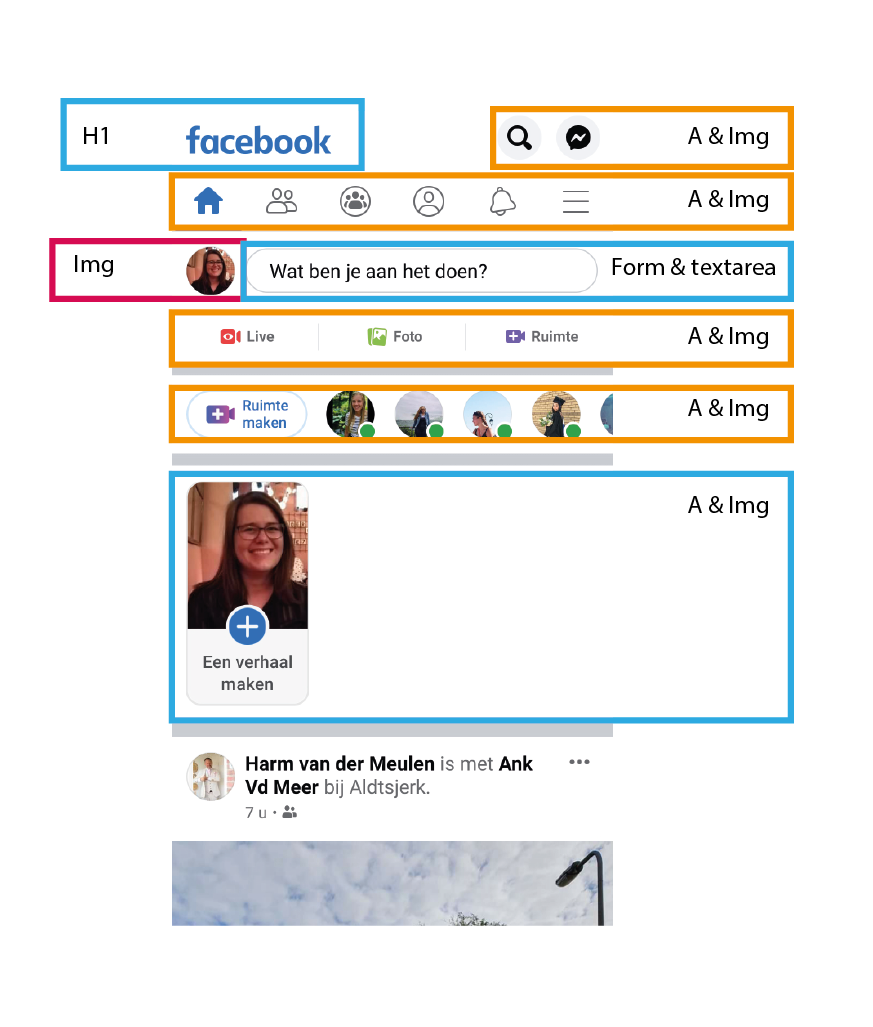 H1
facebook
A & Img
A & Img
Img
Wat ben je aan het doen?
Form & textarea
Live
Foto
Ruimte
A & Img
Ruimte
maken
A & Img
A & Img
Een verhaal
maken
Harm van der Meulen is met Ank
Vd Meer bij Aldtsjerk.
7 u •